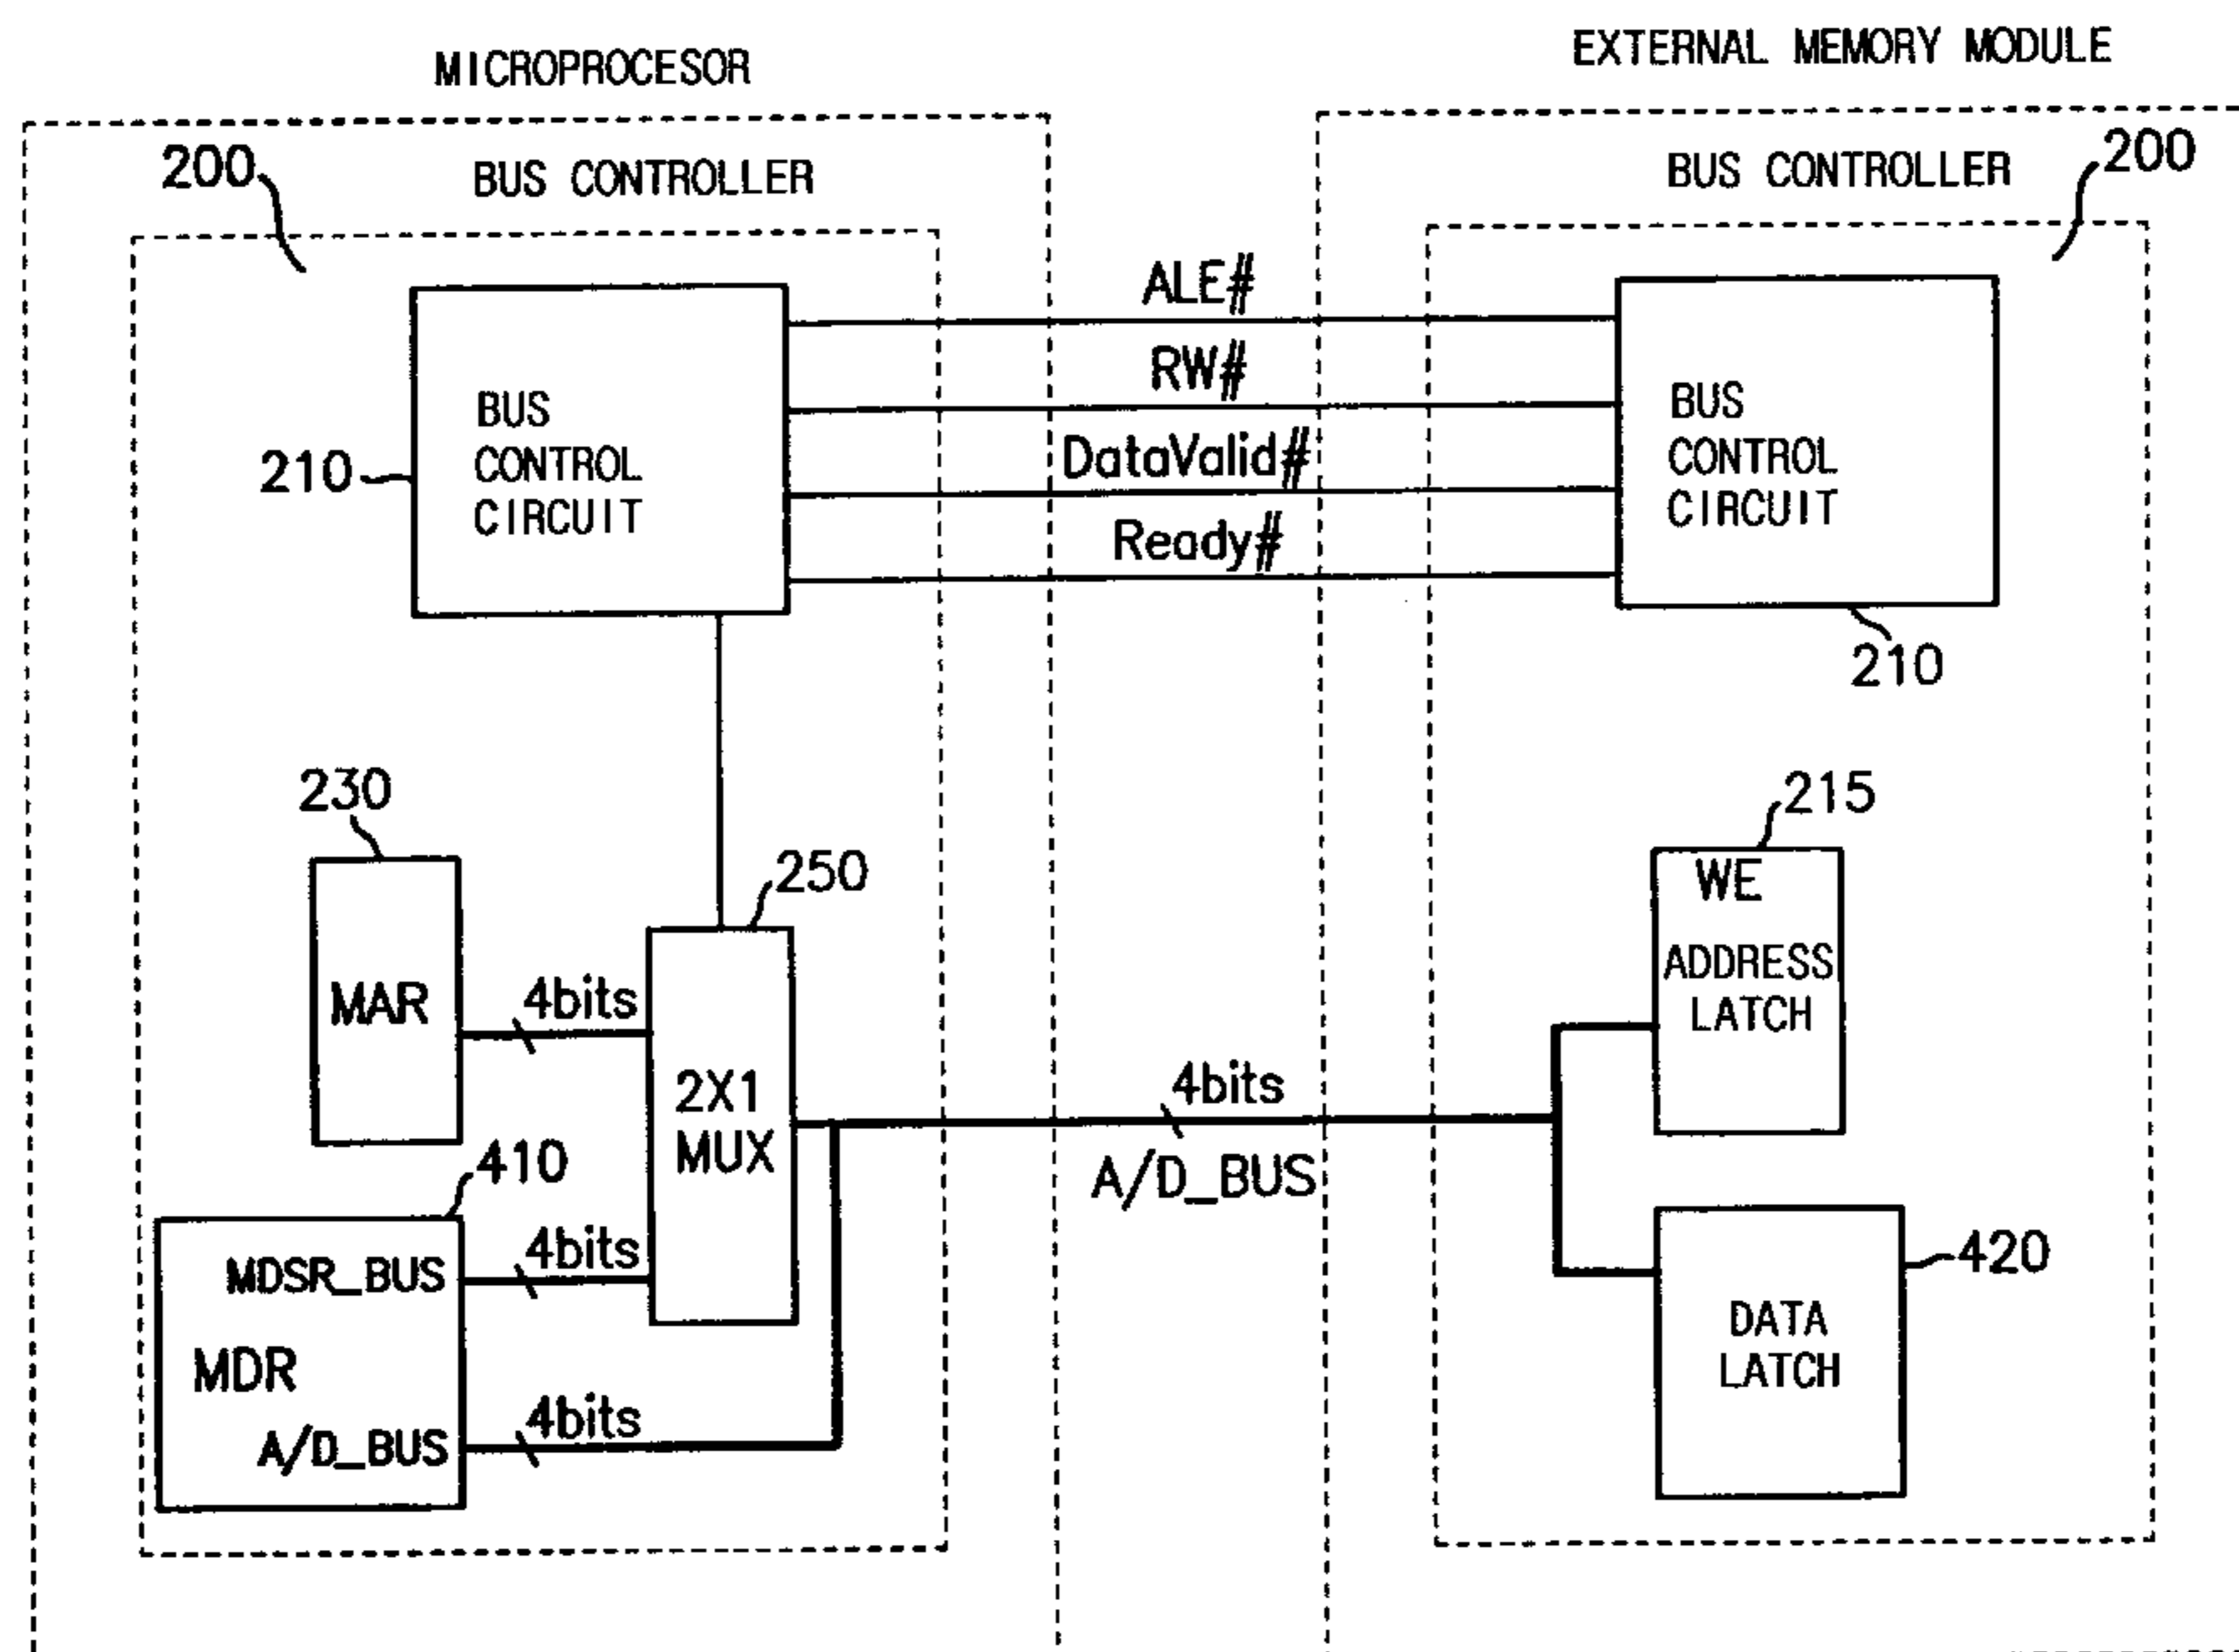 MICROPROCESOR
EXTERNAL MEMORY MODULE
200
BUS CONTROLLER
BUS CONTROLLER
200
ALE#
RW#
DataValid#
Ready#
BUS
CONTROL
CIRCUIT
210
BUS
CONTROL
CIRCUIT
210
230
MAR
4bits
250
2X1
MUX
410
MDSR_BUS
4bits
MDR
A/D_BUS
4bits
4bits
A/D_BUS
215
WE
ADDRESS
LATCH
420
DATA
LATCH